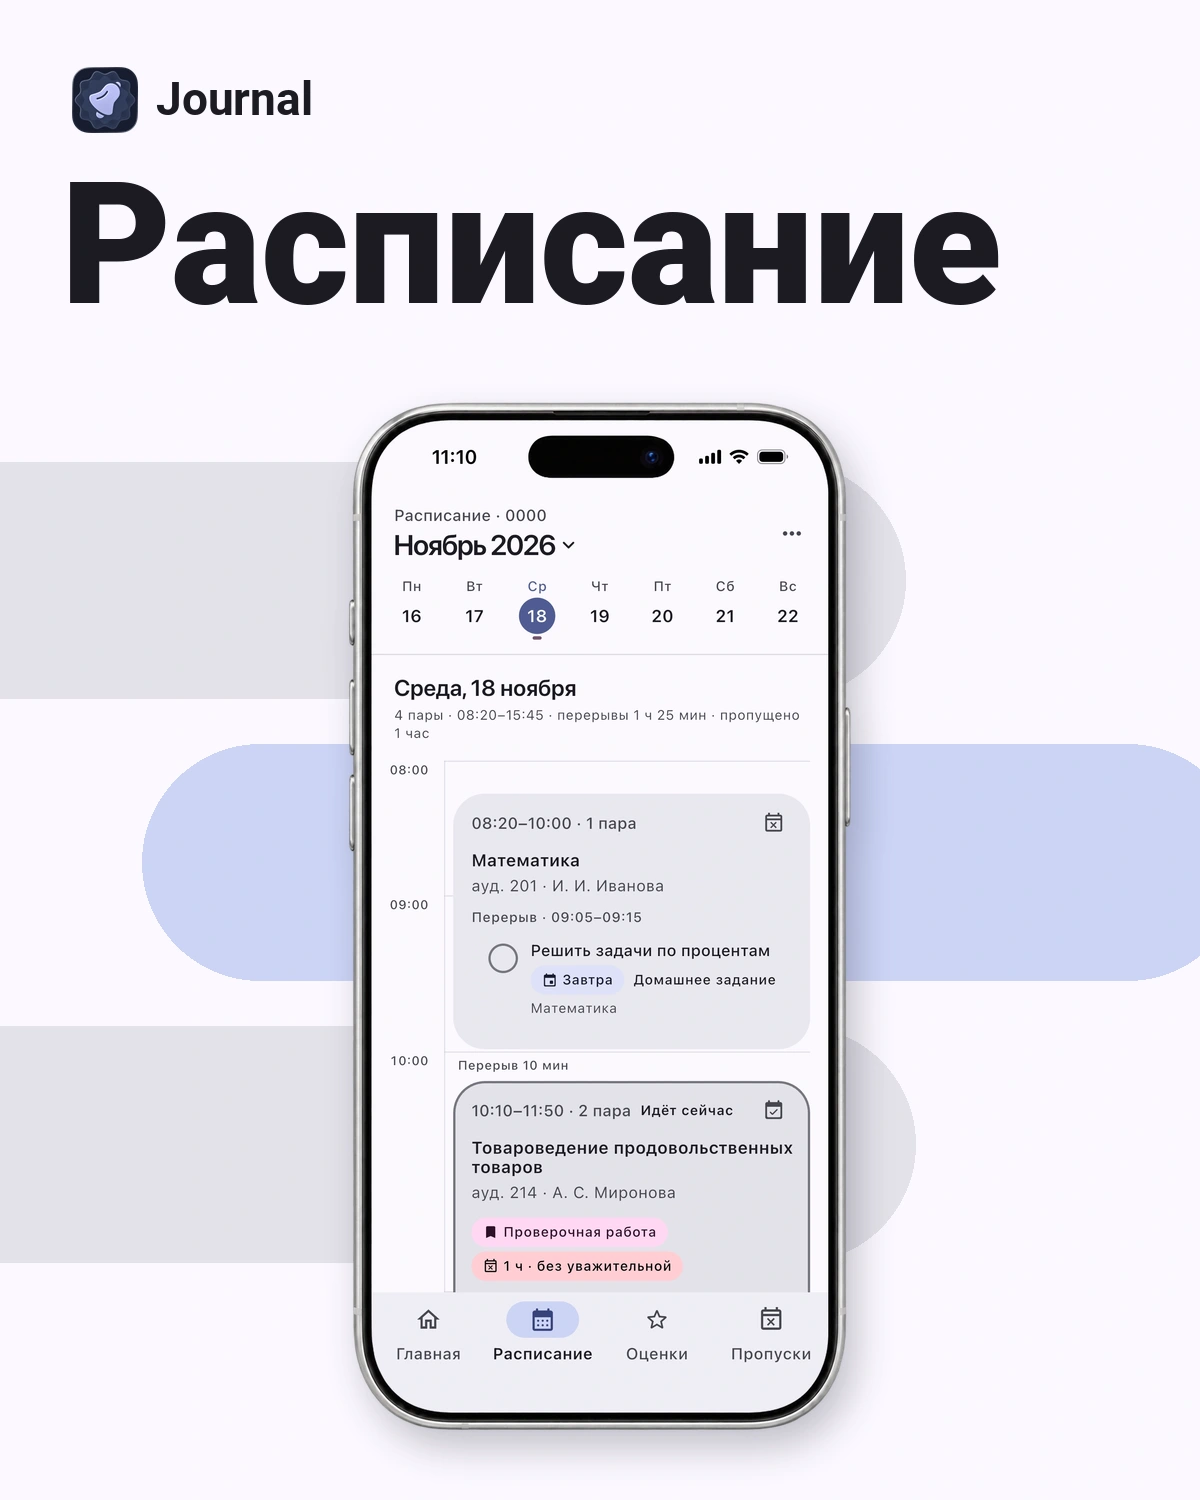 Journal
Расписание
11:10
Расписание · 0000
Ноябрь 2026
Пн Вт Ср Чт Пт Сб Вс
16 17 18 19 20 21 22
Среда, 18 ноября
4 пары · 08:20–15:45 · перерывы 1 ч 25 мин · пропущено
1 час
08:00
08:20–10:00 · 1 пара
Математика
ауд. 201 · И. И. Иванова
09:00
Перерыв · 09:05–09:15
Решить задачи по процентам
Завтра Домашнее задание
Математика
10:00
Перерыв 10 мин
10:10–11:50 · 2 пара Идёт сейчас
Товароведение продовольственных
товаров
ауд. 214 · А. С. Миронова
Проверочная работа
1 ч · без уважительной
Главная Расписание Оценки Пропуски